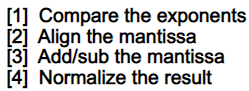 [1] Compare the exponents
[2] Align the mantissa
[3] Add/sub the mantissa
[4] Normalize the result